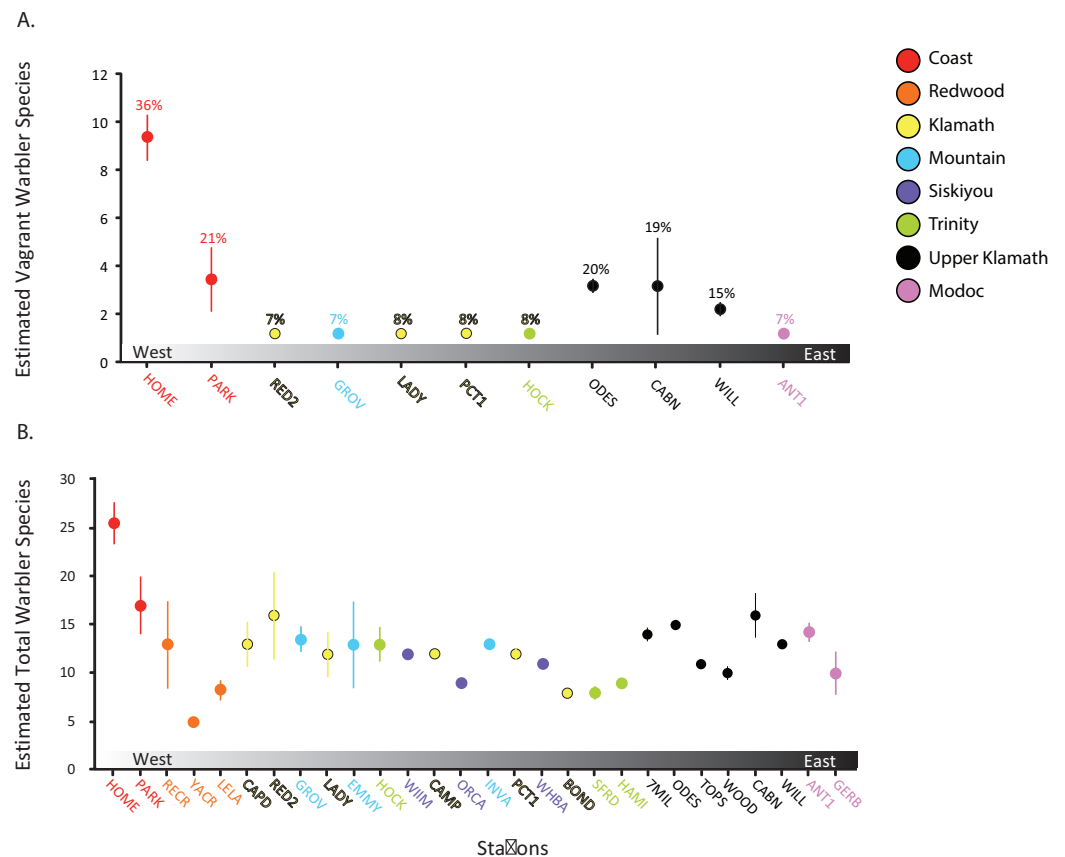 A.
Estimated Vagrant Warbler Species
12
10
8
6
4
2
0
36%
21%
7%
7%
8%
8%
8%
20%
19%
15%
7%
West
East
HOME
PARK
RED2
GROV
LADY
PCT1
HOCK
ODES
CABN
WILL
ANT1
Coast
Redwood
Klamath
Mountain
Siskiyou
Trinity
Upper Klamath
Modoc
B.
Estimated Total Warbler Species
30
25
20
15
10
5
0
West
East
HOME
PARK
RECR
YACR
LELA
CAPD
RED2
GROV
LADY
EMMY
HOCK
WIIM
CAMP
ORCA
INVA
PCT1
WHBA
BOND
SFRD
HAMI
7MIL
ODES
TOPS
WOOD
CABN
WILL
ANT1
GERB